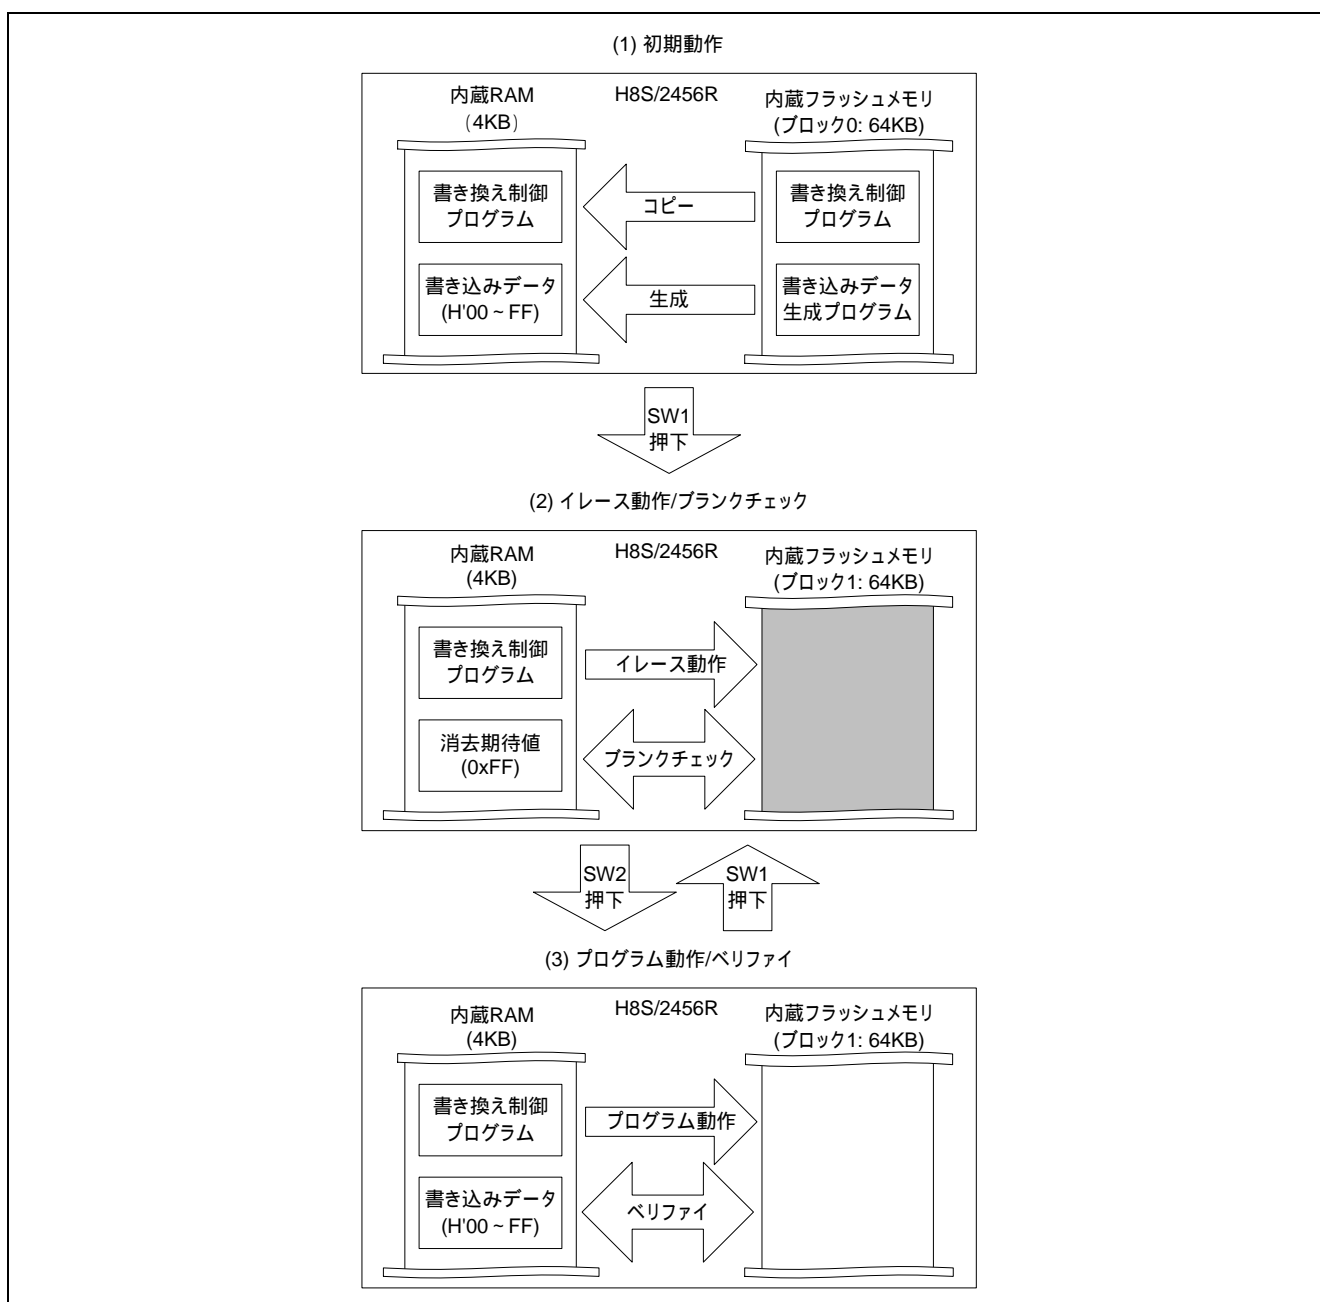 (1) 初期動作
内蔵RAM
(4KB)
H8S/2456R
内蔵フラッシュメモリ
(ブロック0: 64KB)
書き換え制御
プログラム
コピー
書き換え制御
プログラム
書き込みデータ
(H'00 ~ FF)
生成
書き込みデータ
生成プログラム
SW1
押下
(2) イレース動作/ブランクチェック
内蔵RAM
(4KB)
H8S/2456R
内蔵フラッシュメモリ
(ブロック1: 64KB)
書き換え制御
プログラム
イレース動作
消去期待値
(0xFF)
ブランクチェック
SW2
押下
SW1
押下
(3) プログラム動作/ベリファイ
内蔵RAM
(4KB)
H8S/2456R
内蔵フラッシュメモリ
(ブロック1: 64KB)
書き換え制御
プログラム
プログラム動作
書き込みデータ
(H'00 ~ FF)
ベリファイ